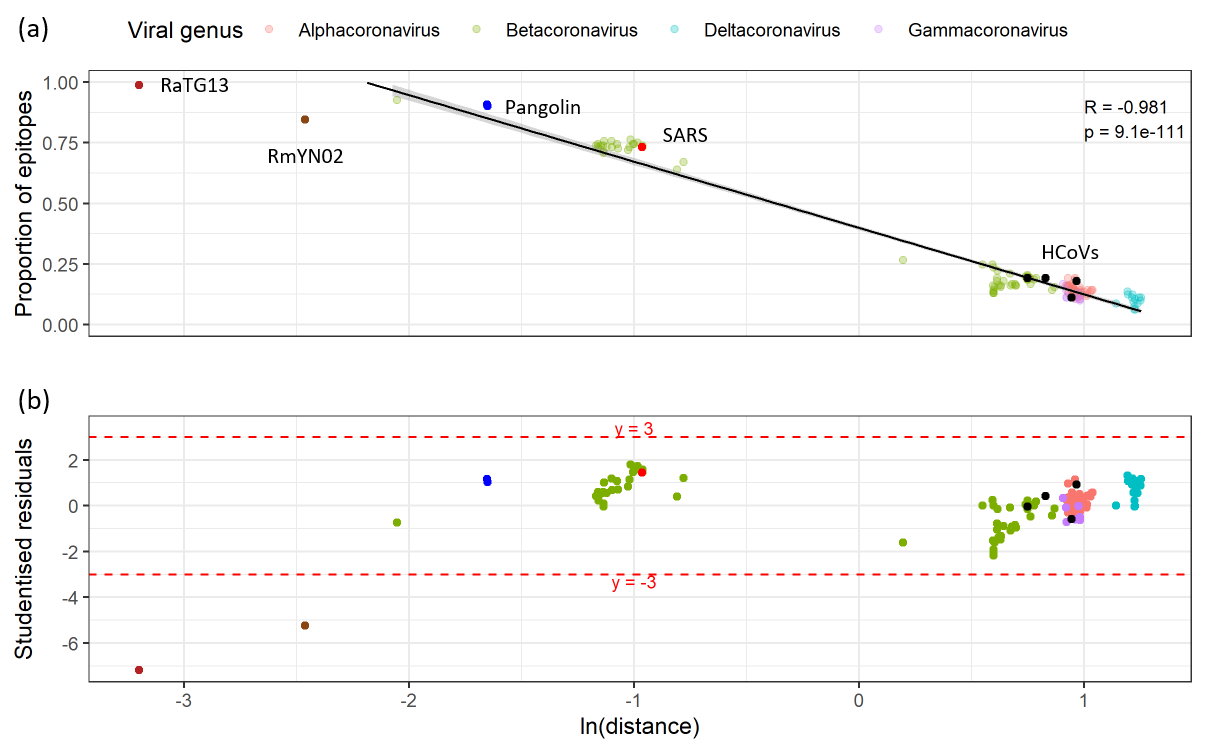 (a)
Viral genus Alphacoronavirus Betacoronavirus Deltacoronavirus Gammacoronavirus
Proportion of epitopes
1.00
0.75
0.50
0.25
0.00
RaTG13
RmYN02
Pangolin
SARS
HCoVs
R = -0.981
p = 9.1e-111
(b)
Studentised residuals
2
0
-2
-4
-6
y = 3
y = -3
-3 -2 -1 0 1
ln(distance)